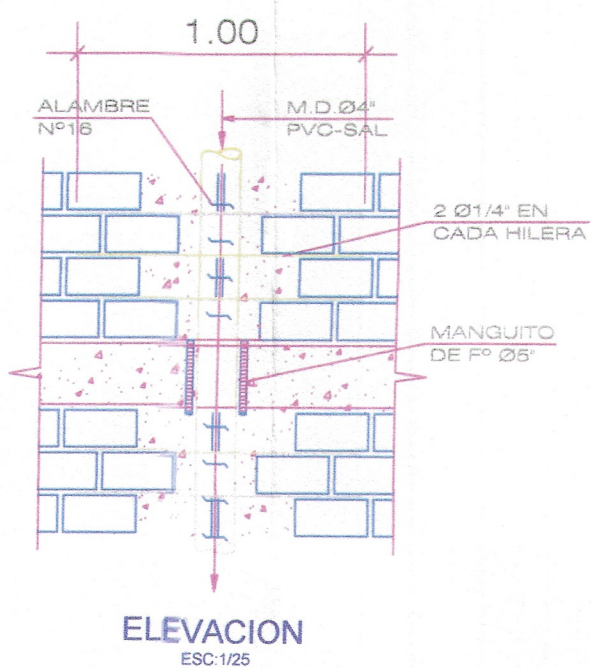 1.00
ALAMBRE
Nº16
M.D.Ø4"
PVC-SAL
2 Ø1/4" EN
CADA HILERA
MANGUITO
DE Fº Ø6"
ELEVACION
ESC:1/25